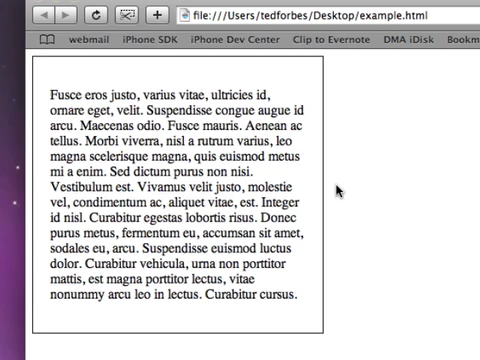 file:///Users/tedforbes/Desktop/example.html
webmail iPhone SDK iPhone Dev Center Clip to Evernote DMA iDisk Bookm
Fusce eros justo, varius vitae, ultricies id,
ornare eget, velit. Suspendisse congue augue id
arcu. Maecenas odio. Fusce mauris. Aenean ac
tellus. Morbi viverra, nisl a rutrum varius, leo
magna scelerisque magna, quis euismod metus
mi a enim. Sed dictum purus non nisi.
Vestibulum est. Vivamus velit justo, molestie
vel, condimentum ac, aliquet vitae, est. Integer
id nisl. Curabitur egestas lobortis risus. Donec
purus metus, fermentum eu, accumsan sit amet,
sodales eu, arcu. Suspendisse euismod luctus
dolor. Curabitur vehicula, urna non porttitor
mattis, est magna porttitor lectus, vitae
nonummy arcu leo in lectus. Curabitur cursus.